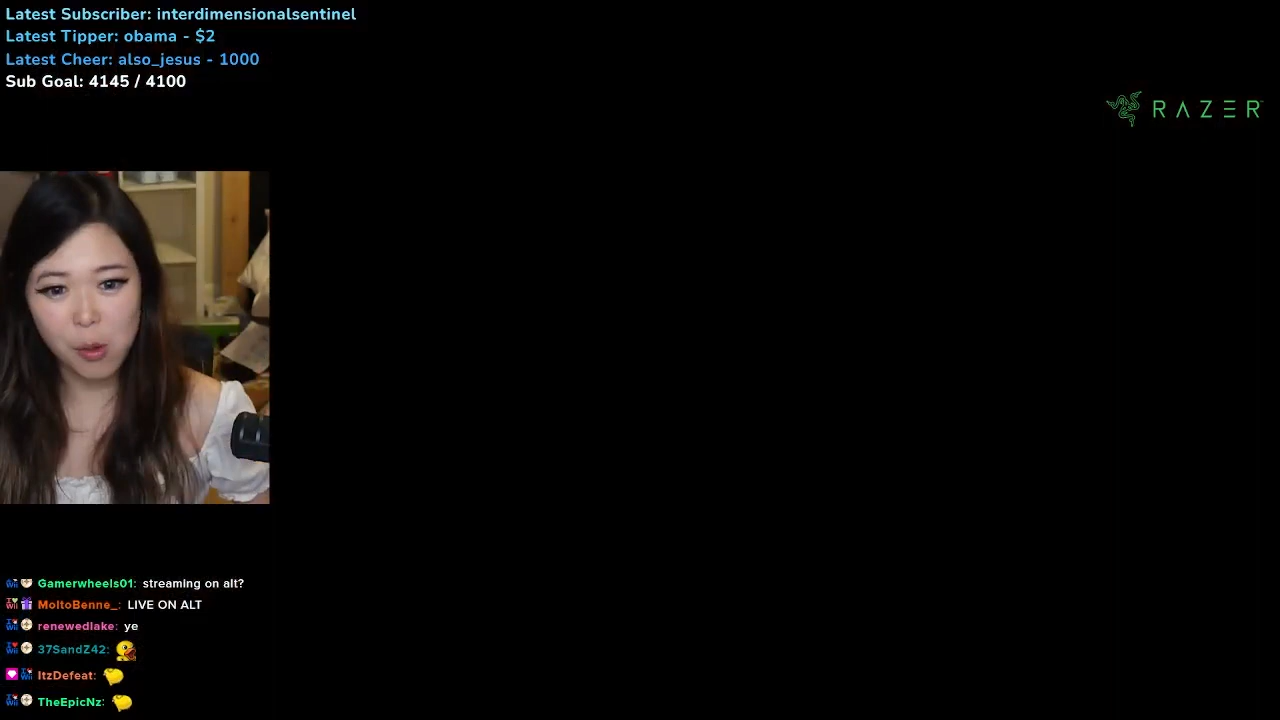 Latest Subscriber: interdimensionalsentinel
Latest Tipper: obama - $2
Latest Cheer: also_jesus - 1000
Sub Goal: 4145 / 4100
RAZER
Gamerwheels01: streaming on alt?
MoltoBenne_: LIVE ON ALT
renewedlake: ye
37SandZ42:
ItzDefeat:
TheEpicNz: